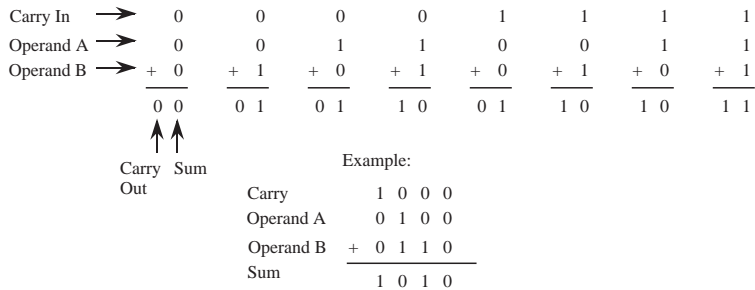 Carry In 0 0 0 0 1 1 1 1
Operand A 0 0 1 1 0 0 1 1
Operand B + 0 + 1 + 0 + 1 + 0 + 1 + 0 + 1
0 0 0 1 0 1 1 0 0 1 1 0 1 0 1 1
Carry Out
Sum
Example:
Carry 1 0 0 0
Operand A 0 1 0 0
Operand B + 0 1 1 0
Sum 1 0 1 0